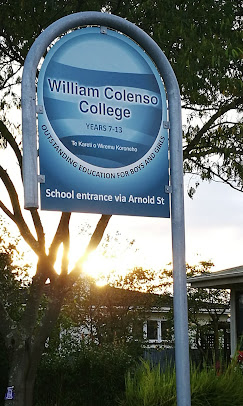 William Colenso
College
YEARS 7-13
Te Kareti o Wiremu Koroneho
OUTSTANDING EDUCATION FOR BOYS AND GIRLS
School entrance via Arnold St